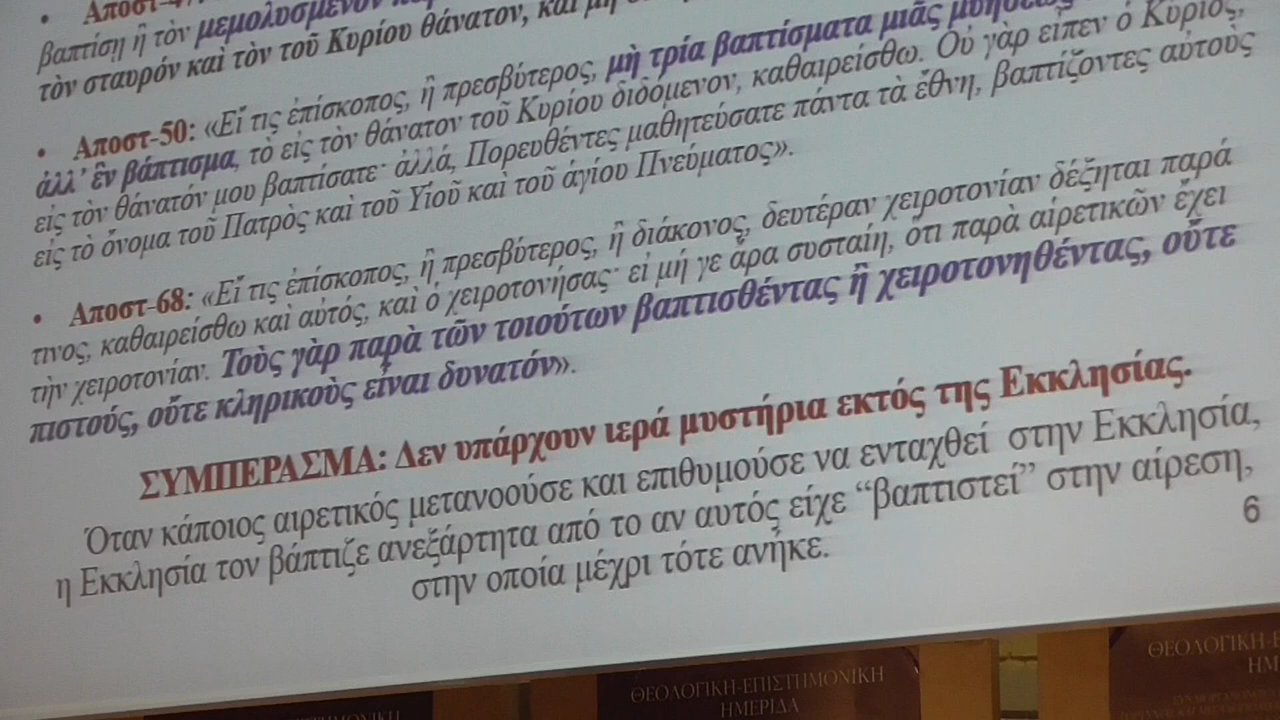 • Αποστ-47:
βαπτίσῃ ἢ τὸν μεμολυσμένον
τὸν σταυρόν καὶ τὸν τοῦ Κυρίου θάνατον, καὶ μὴ
• Αποστ-50: «Εἴ τις ἐπίσκοπος, ἢ πρεσβύτερος, μὴ τρία βαπτίσματα μιᾶς μυήσεως
ἀλλ᾽ ἓν βάπτισμα, τὸ εἰς τὸν θάνατον τοῦ Κυρίου διδόμενον, καθαιρείσθω. Οὐ γὰρ εἶπεν ὁ Κύριος,
εἰς τὸν θάνατόν μου βαπτίσατε· ἀλλά, Πορευθέντες μαθητεύσατε πάντα τὰ ἔθνη, βαπτίζοντες αὐτοὺς
εἰς τὸ ὄνομα τοῦ Πατρὸς καὶ τοῦ Υἱοῦ καὶ τοῦ ἁγίου Πνεύματος».
• Αποστ-68: «Εἴ τις ἐπίσκοπος, ἢ πρεσβύτερος, ἢ διάκονος, δευτέραν χειροτονίαν δέξηται παρά
τινος, καθαιρείσθω καὶ αὐτός, καὶ ὁ χειροτονήσας· εἰ μή γε ἄρα συσταίη, ὅτι παρὰ αἱρετικῶν ἔχει
τὴν χειροτονίαν. Τοὺς γὰρ παρὰ τῶν τοιούτων βαπτισθέντας ἢ χειροτονηθέντας, οὔτε
πιστούς, οὔτε κληρικοὺς εἶναι δυνατόν».
ΣΥΜΠΕΡΑΣΜΑ: Δεν υπάρχουν ιερά μυστήρια εκτός της Εκκλησίας.
Όταν κάποιος αιρετικός μετανοούσε και επιθυμούσε να ενταχθεί στην Εκκλησία,
η Εκκλησία τον βάπτιζε ανεξάρτητα από το αν αυτός είχε “βαπτιστεί” στην αίρεση,
στην οποία μέχρι τότε ανήκε.
6
ΘΕΟΛΟΓΙΚΗ-ΕΠΙΣΤΗΜΟΝΙΚΗ
ΗΜΕΡΙΔΑ
ΘΕΟΛΟΓΙΚΗ-